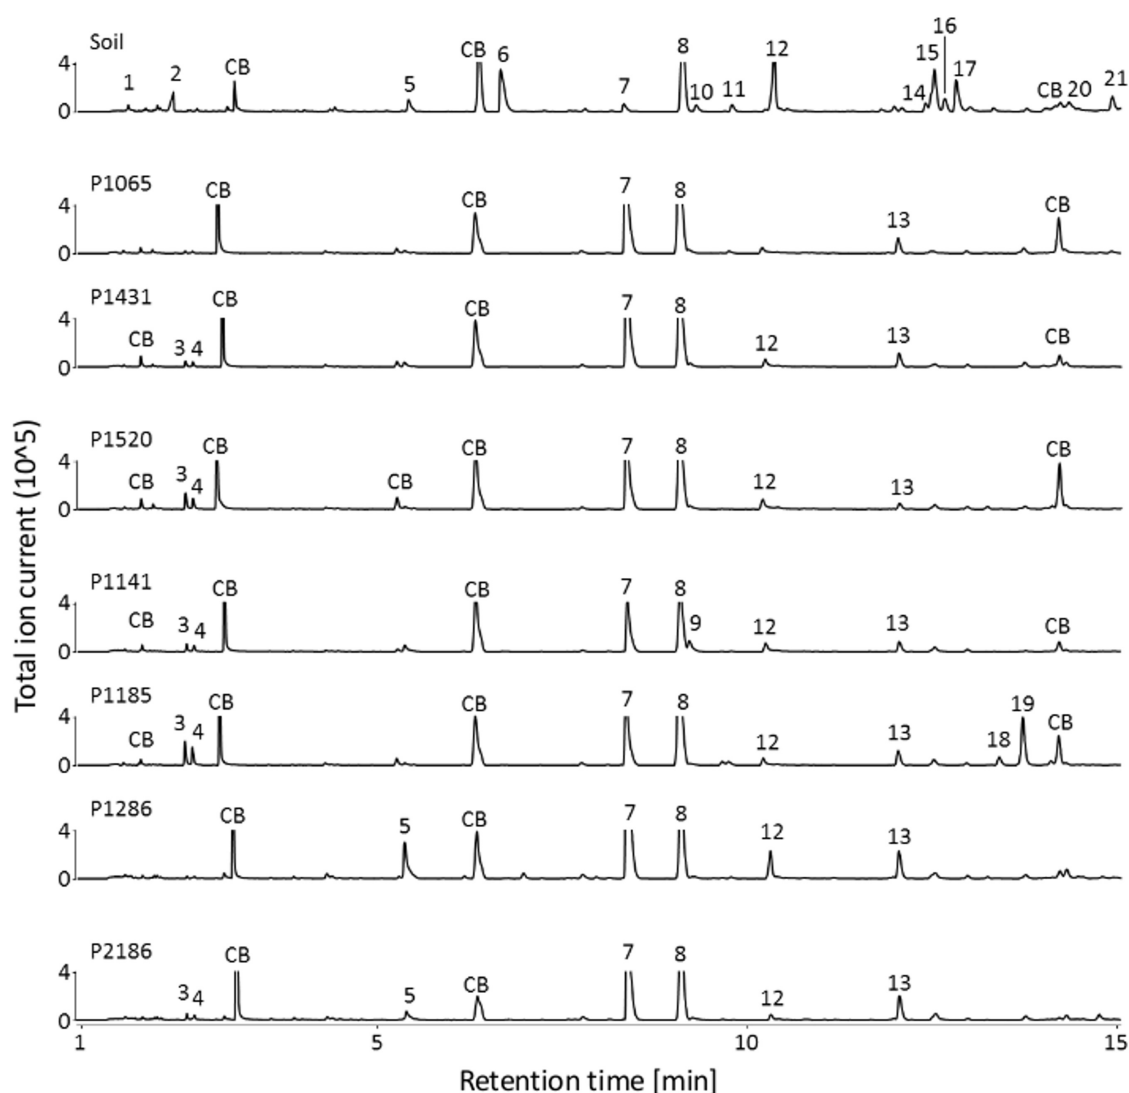 Soil
4
0
1
2
CB
5
CB
6
7
8
10
11
12
14
15
16
17
CB
20
21
P1065
4
0
CB
CB
7
8
13
CB
P1431
4
0
CB
3
4
CB
CB
7
8
12
13
CB
P1520
4
0
CB
3
4
CB
CB
CB
7
8
12
13
CB
P1141
4
0
CB
3
4
CB
CB
7
8
9
12
13
CB
P1185
4
0
CB
3
4
CB
CB
7
8
12
13
18
19
CB
P1286
4
0
CB
5
CB
7
8
12
13
P2186
4
0
3
4
CB
5
CB
7
8
12
13
1
5
10
15
Total ion current (10^5)
Retention time [min]